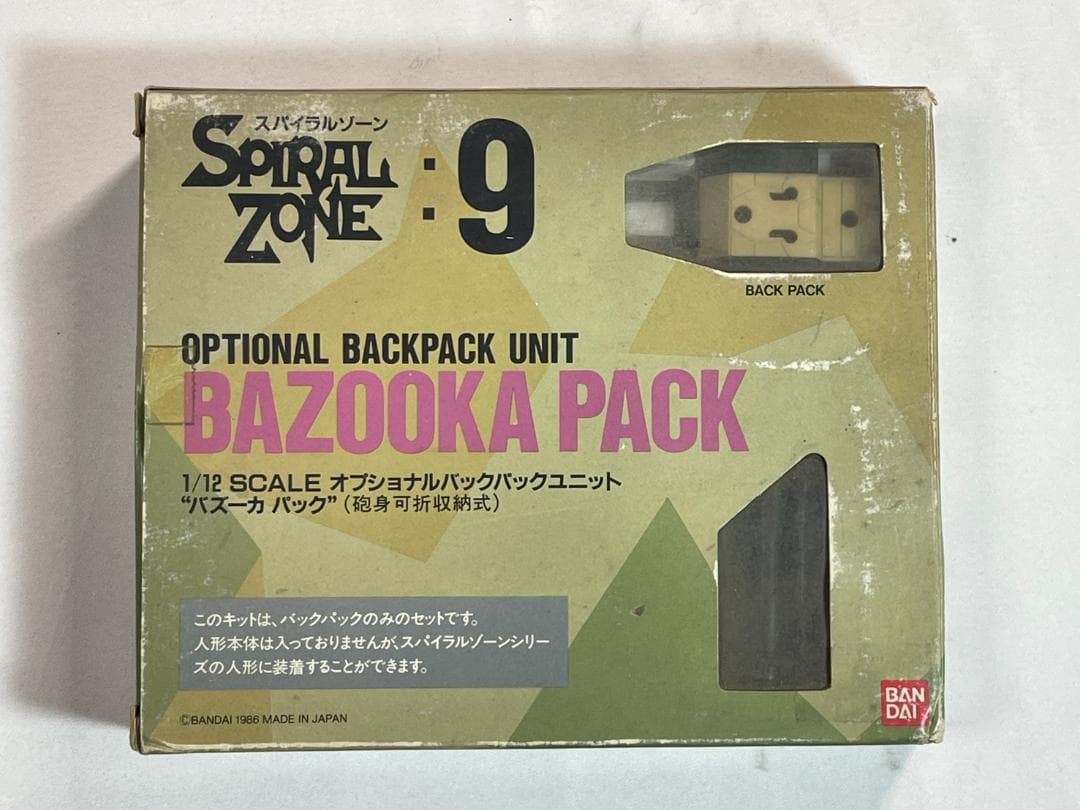 スパイラルゾーン
SPIRAL
ZONE
:9
BACK PACK
OPTIONAL BACKPACK UNIT
BAZOOKA PACK
1/12 SCALE オプショナルバックパックユニット
“バズーカ パック”(砲身可折収納式)
このキットは、バックパックのみのセットです。
人形本体は入っておりませんが、スパイラルゾーンシリー
ズの人形に装着することができます。
©BANDAI 1986 MADE IN JAPAN
BAN
DAI